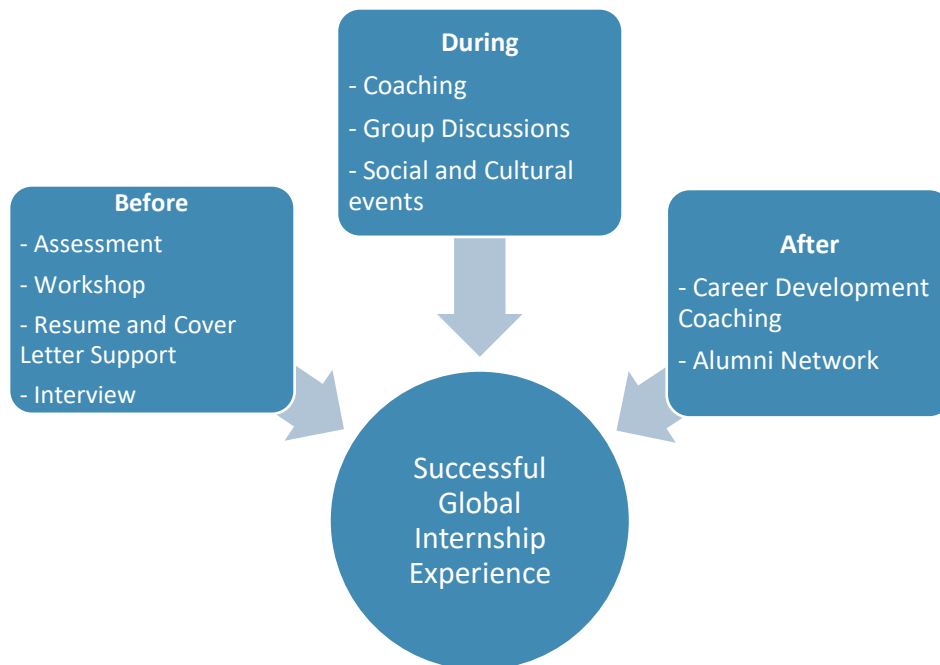 Before
- Assessment
- Workshop
- Resume and Cover
Letter Support
- Interview
During
- Coaching
- Group Discussions
- Social and Cultural
events
After
- Career Development
Coaching
- Alumni Network
Successful
Global
Internship
Experience